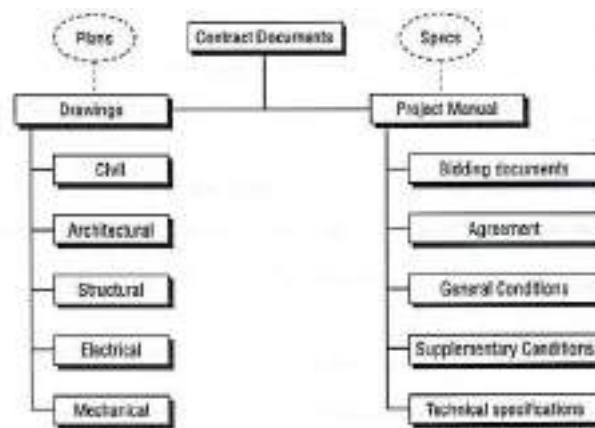 Plans
Contract Documents
Specs
Drawings
Project Manual
Civil
Bidding documents
Architectural
Agreement
Structural
General Conditions
Electrical
Supplementary Conditions
Mechanical
Technical specifications